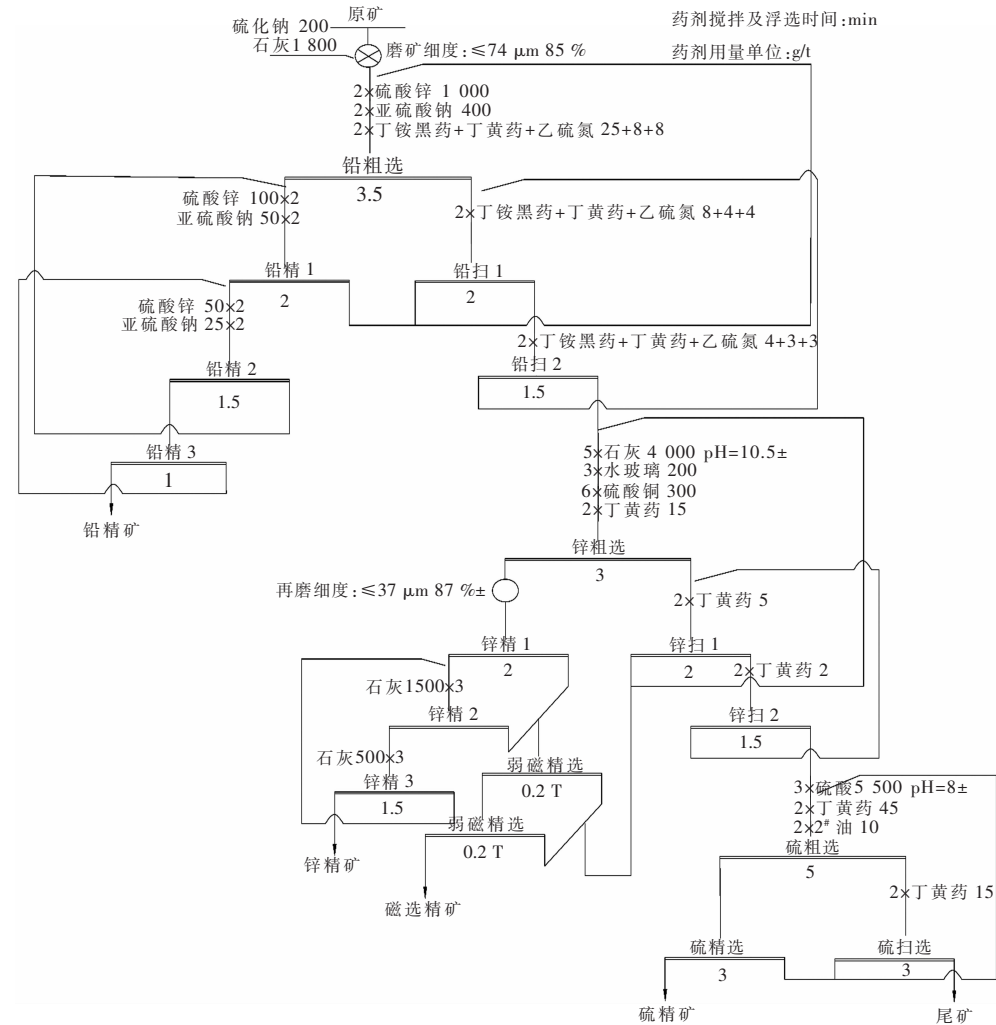 原矿
硫化钠 200
石灰1 800
磨矿细度:≤74 μm 85 %
药剂搅拌及浮选时间:min
药剂用量单位:g/t
2×硫酸锌 1 000
2×亚硫酸钠 400
2×丁铵黑药+丁黄药+乙硫氮 25+8+8
铅粗选
3.5
硫酸锌 100×2
亚硫酸钠 50×2
2×丁铵黑药+丁黄药+乙硫氮 8+4+4
铅精 1
2
铅扫 1
2
硫酸锌 50×2
亚硫酸钠 25×2
2×丁铵黑药+丁黄药+乙硫氮 4+3+3
铅精 2
1.5
铅扫 2
1.5
铅精 3
1
铅精矿
5×石灰 4 000 pH=10.5±
3×水玻璃 200
6×硫酸铜 300
2×丁黄药 15
锌粗选
3
再磨细度:≤37 μm 87 %±
2×丁黄药 5
锌精 1
2
锌扫 1
2
2×丁黄药 2
石灰1500×3
锌精 2
锌扫 2
1.5
石灰500×3
锌精 3
1.5
弱磁精选
0.2 T
弱磁精选
0.2 T
锌精矿
磁选精矿
3×硫酸5 500 pH=8±
2×丁黄药 45
2×2# 油 10
硫粗选
5
2×丁黄药 15
硫精选
3
硫扫选
3
硫精矿
尾矿